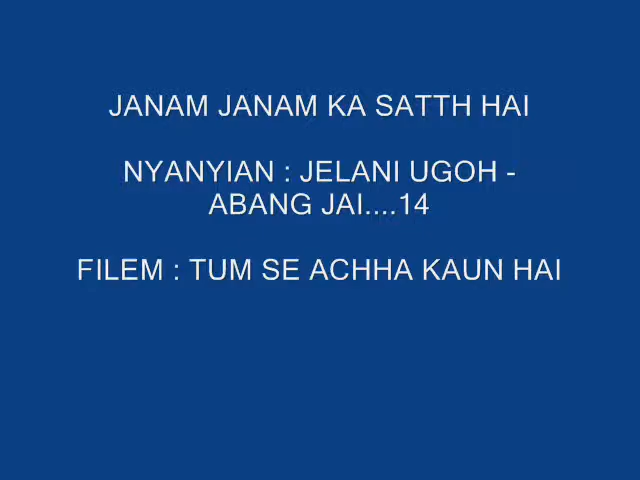 JANAM JANAM KA SATTH HAI
NYANYIAN : JELANI UGOH -
ABANG JAI....14
FILEM : TUM SE ACHHA KAUN HAI